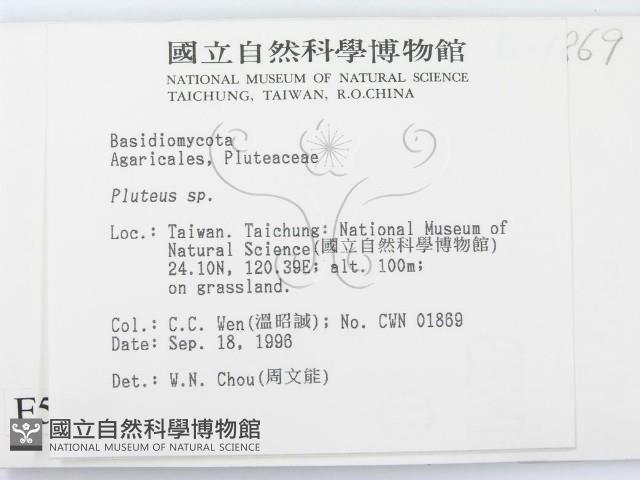 國立自然科學博物館
NATIONAL MUSEUM OF NATURAL SCIENCE
TAICHUNG, TAIWAN, R.O.CHINA
Basidiomycota
Agaricales, Pluteaceae
Pluteus sp.
Loc.: Taiwan. Taichung: National Museum of
Natural Science(國立自然科學博物館)
24.10N, 120.39E; alt. 100m;
on grassland.
Col.: C.C. Wen(溫昭誠); No. CWN 01869
Date: Sep. 18, 1996
Det.: W.N. Chou(周文能)
國立自然科學博物館
NATIONAL MUSEUM OF NATURAL SCIENCE